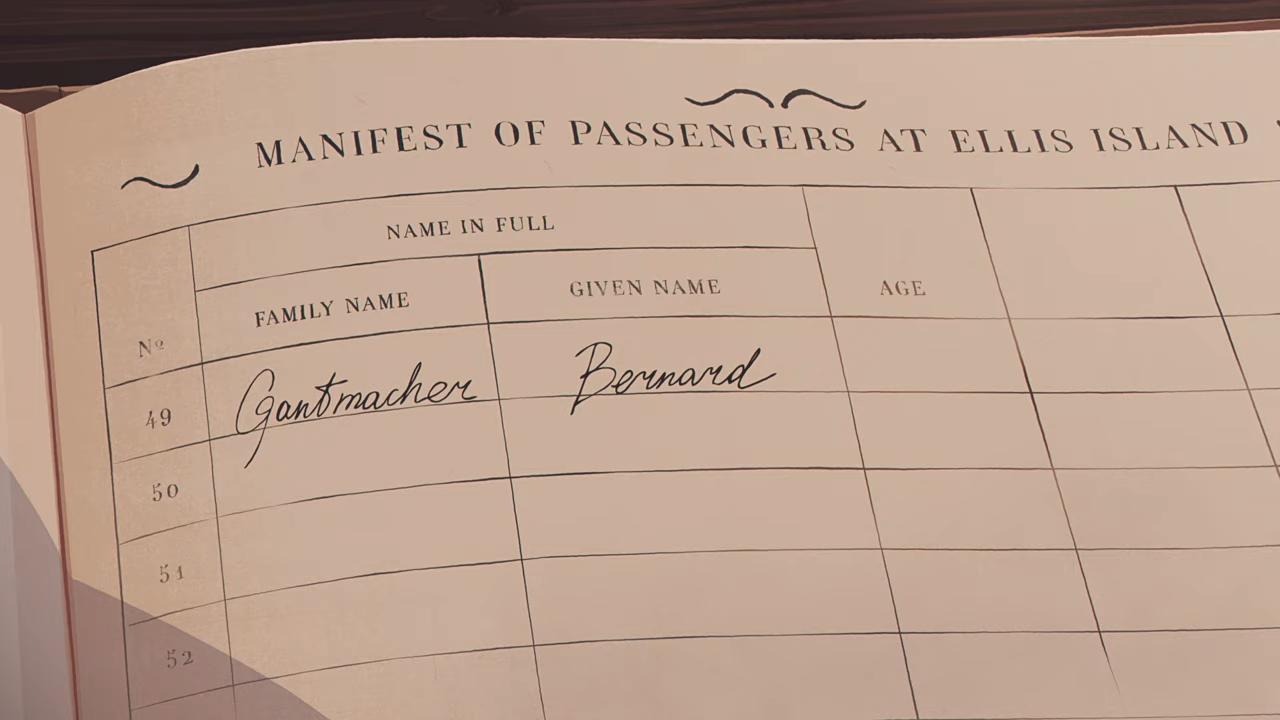 MANIFEST OF PASSENGERS AT ELLIS ISLAND
NAME IN FULL
Nº FAMILY NAME GIVEN NAME AGE
49 Gantmacher Bernard
50
51
52